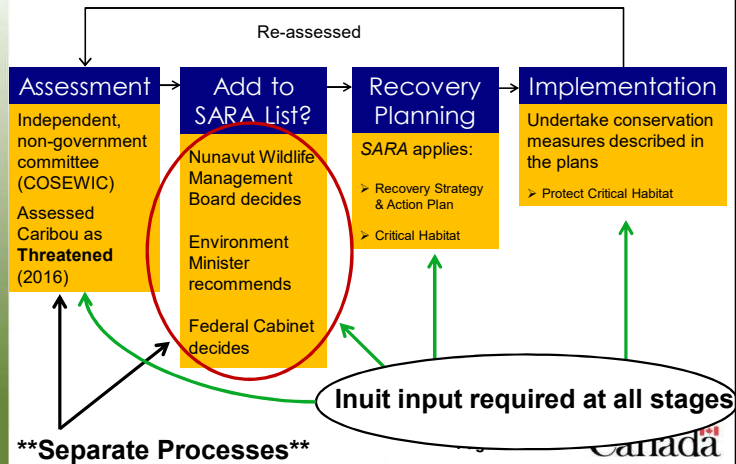 Re-assessed
Assessment
Independent,
non-government
committee
(COSEWIC)
Assessed
Caribou as
Threatened
(2016)
Add to
SARA List?
Nunavut Wildlife
Management
Board decides
Environment
Minister
recommends
Federal Cabinet
decides
Recovery
Planning
SARA applies:
➢ Recovery Strategy
& Action Plan
➢ Critical Habitat
Implementation
Undertake conservation
measures described in
the plans
➢ Protect Critical Habitat
Inuit input required at all stages
**Separate Processes**
Canada